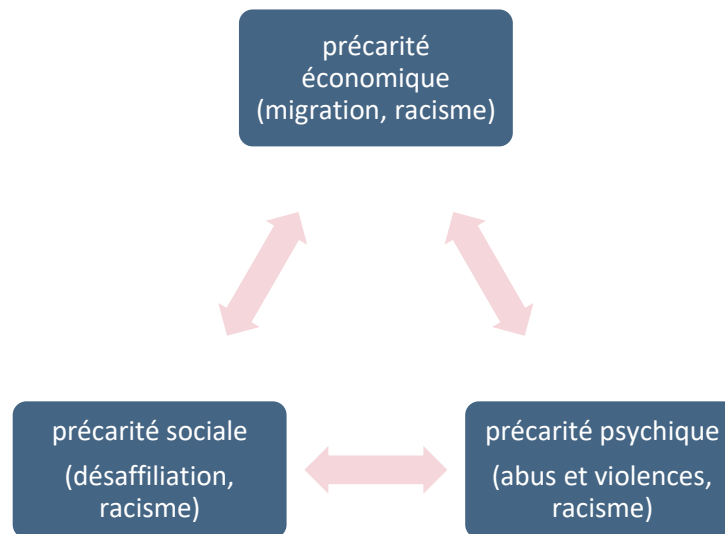 précarité
économique
(migration, racisme)
précarité sociale
(désaffiliation,
racisme)
précarité psychique
(abus et violences,
racisme)